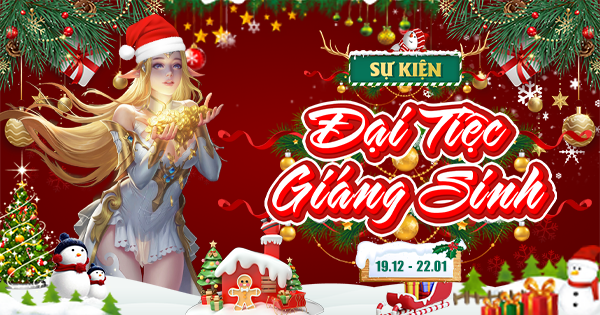 SỰ KIỆN
Đại Tiệc
Giáng Sinh
19.12 - 22.01